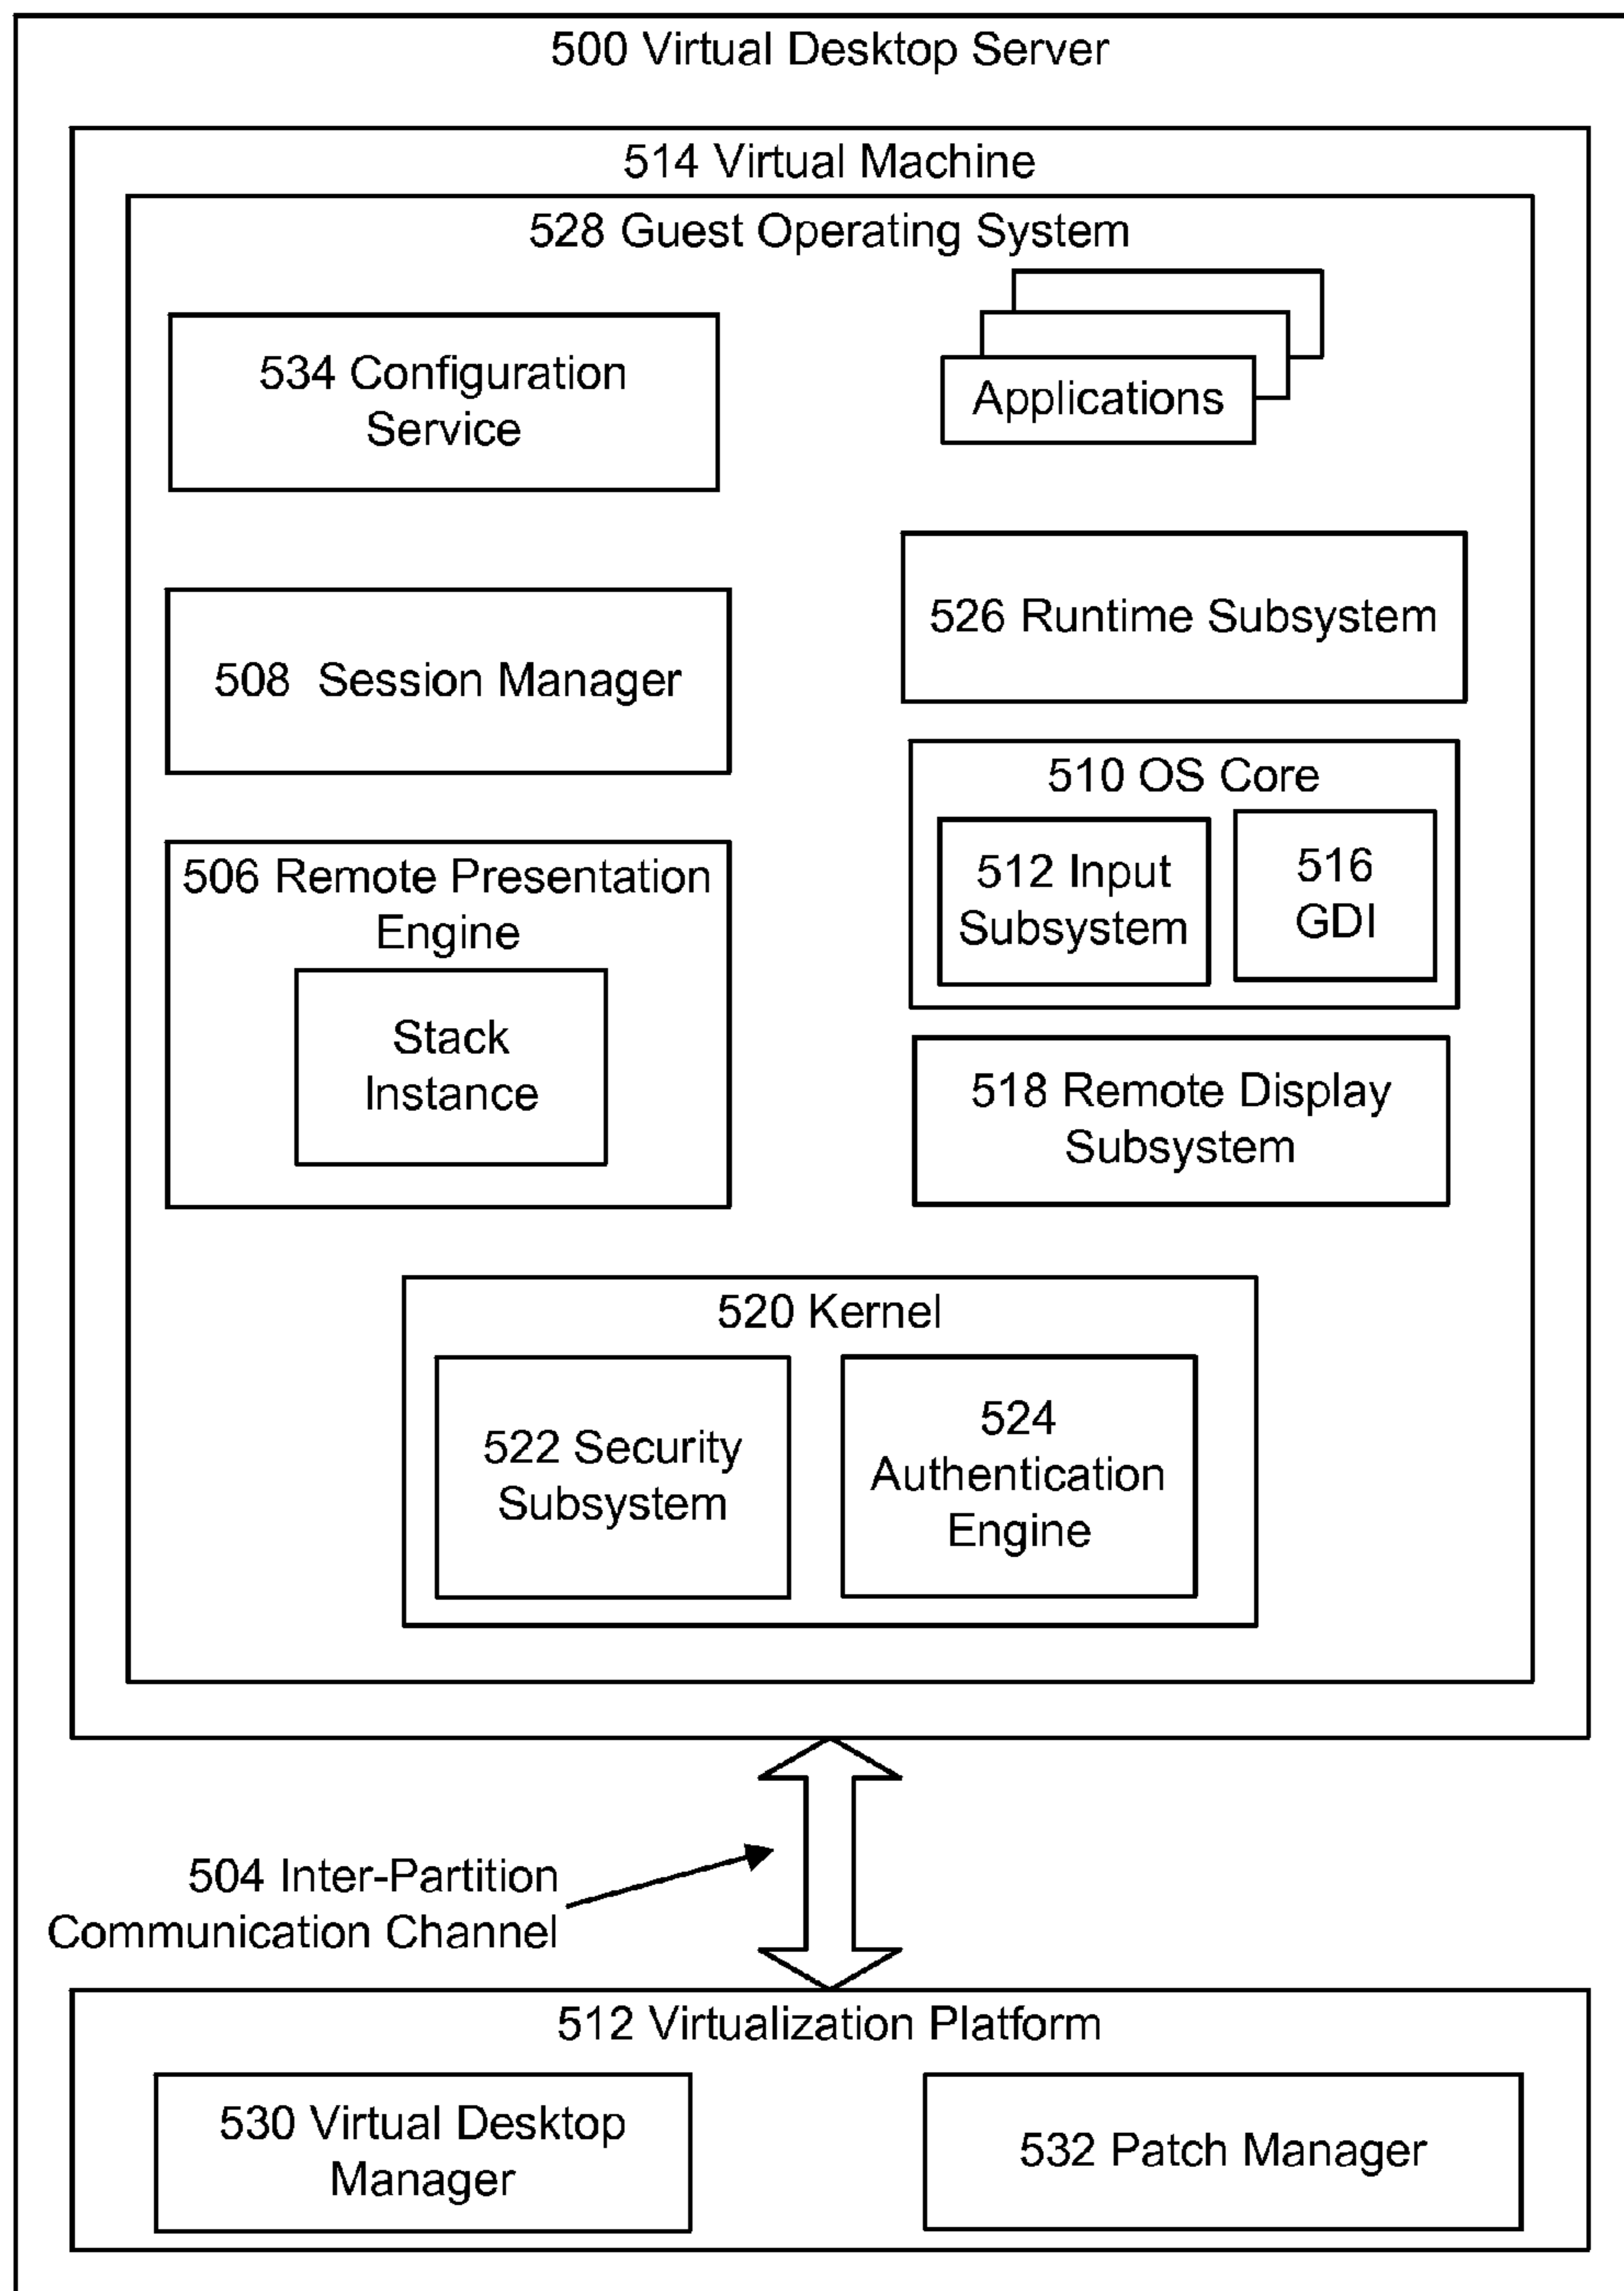 500 Virtual Desktop Server
514 Virtual Machine
528 Guest Operating System
534 Configuration
Service
Applications
526 Runtime Subsystem
508 Session Manager
510 OS Core
512 Input
Subsystem
516
GDI
506 Remote Presentation
Engine
Stack
Instance
518 Remote Display
Subsystem
520 Kernel
522 Security
Subsystem
524
Authentication
Engine
504 Inter-Partition
Communication Channel
512 Virtualization Platform
530 Virtual Desktop
Manager
532 Patch Manager